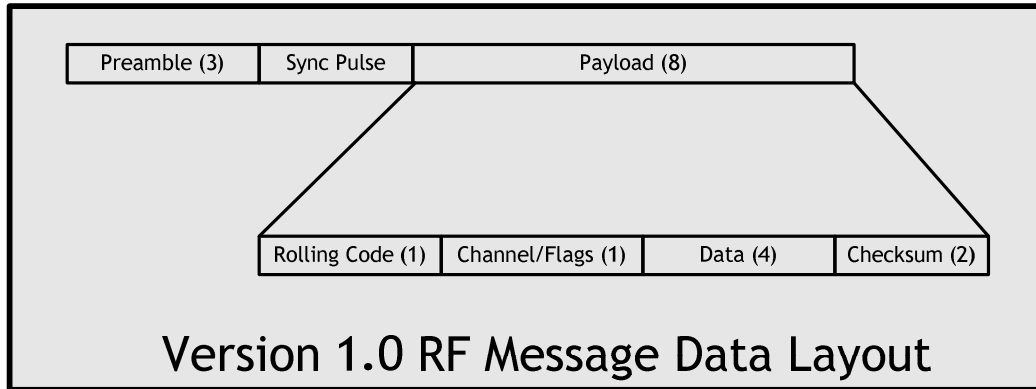 Preamble (3) Sync Pulse Payload (8)
Rolling Code (1) Channel/Flags (1) Data (4) Checksum (2)
Version 1.0 RF Message Data Layout